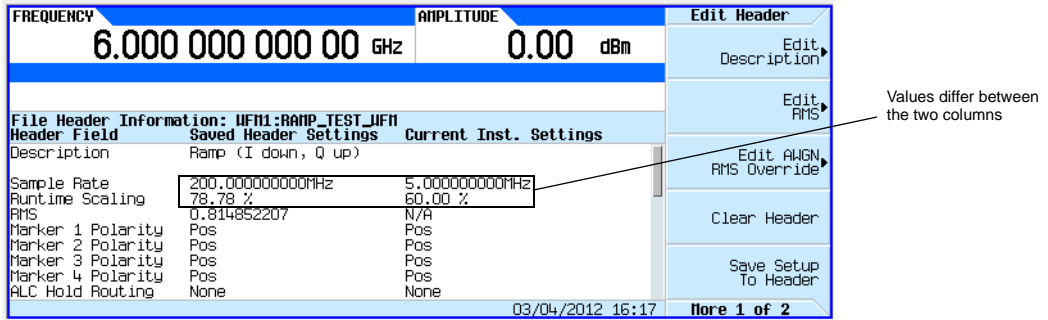 FREQUENCY
6.000 000 000 00 GHz
AMPLITUDE
0.00 dBm
File Header Information: WFM1:RAMP_TEST_WFM
Header Field Saved Header Settings Current Inst. Settings
Description Ramp (I down, Q up)
Sample Rate 200.000000000MHz 5.000000000MHz
Runtime Scaling 78.78 % 60.00 %
RMS 0.814852207 N/A
Marker 1 Polarity Pos Pos
Marker 2 Polarity Pos Pos
Marker 3 Polarity Pos Pos
Marker 4 Polarity Pos Pos
ALC Hold Routing None None
03/04/2012 16:17
Edit Header
Edit
Description
Edit
RMS
Edit AWGN
RMS Override
Clear Header
Save Setup
To Header
More 1 of 2
Values differ between
the two columns